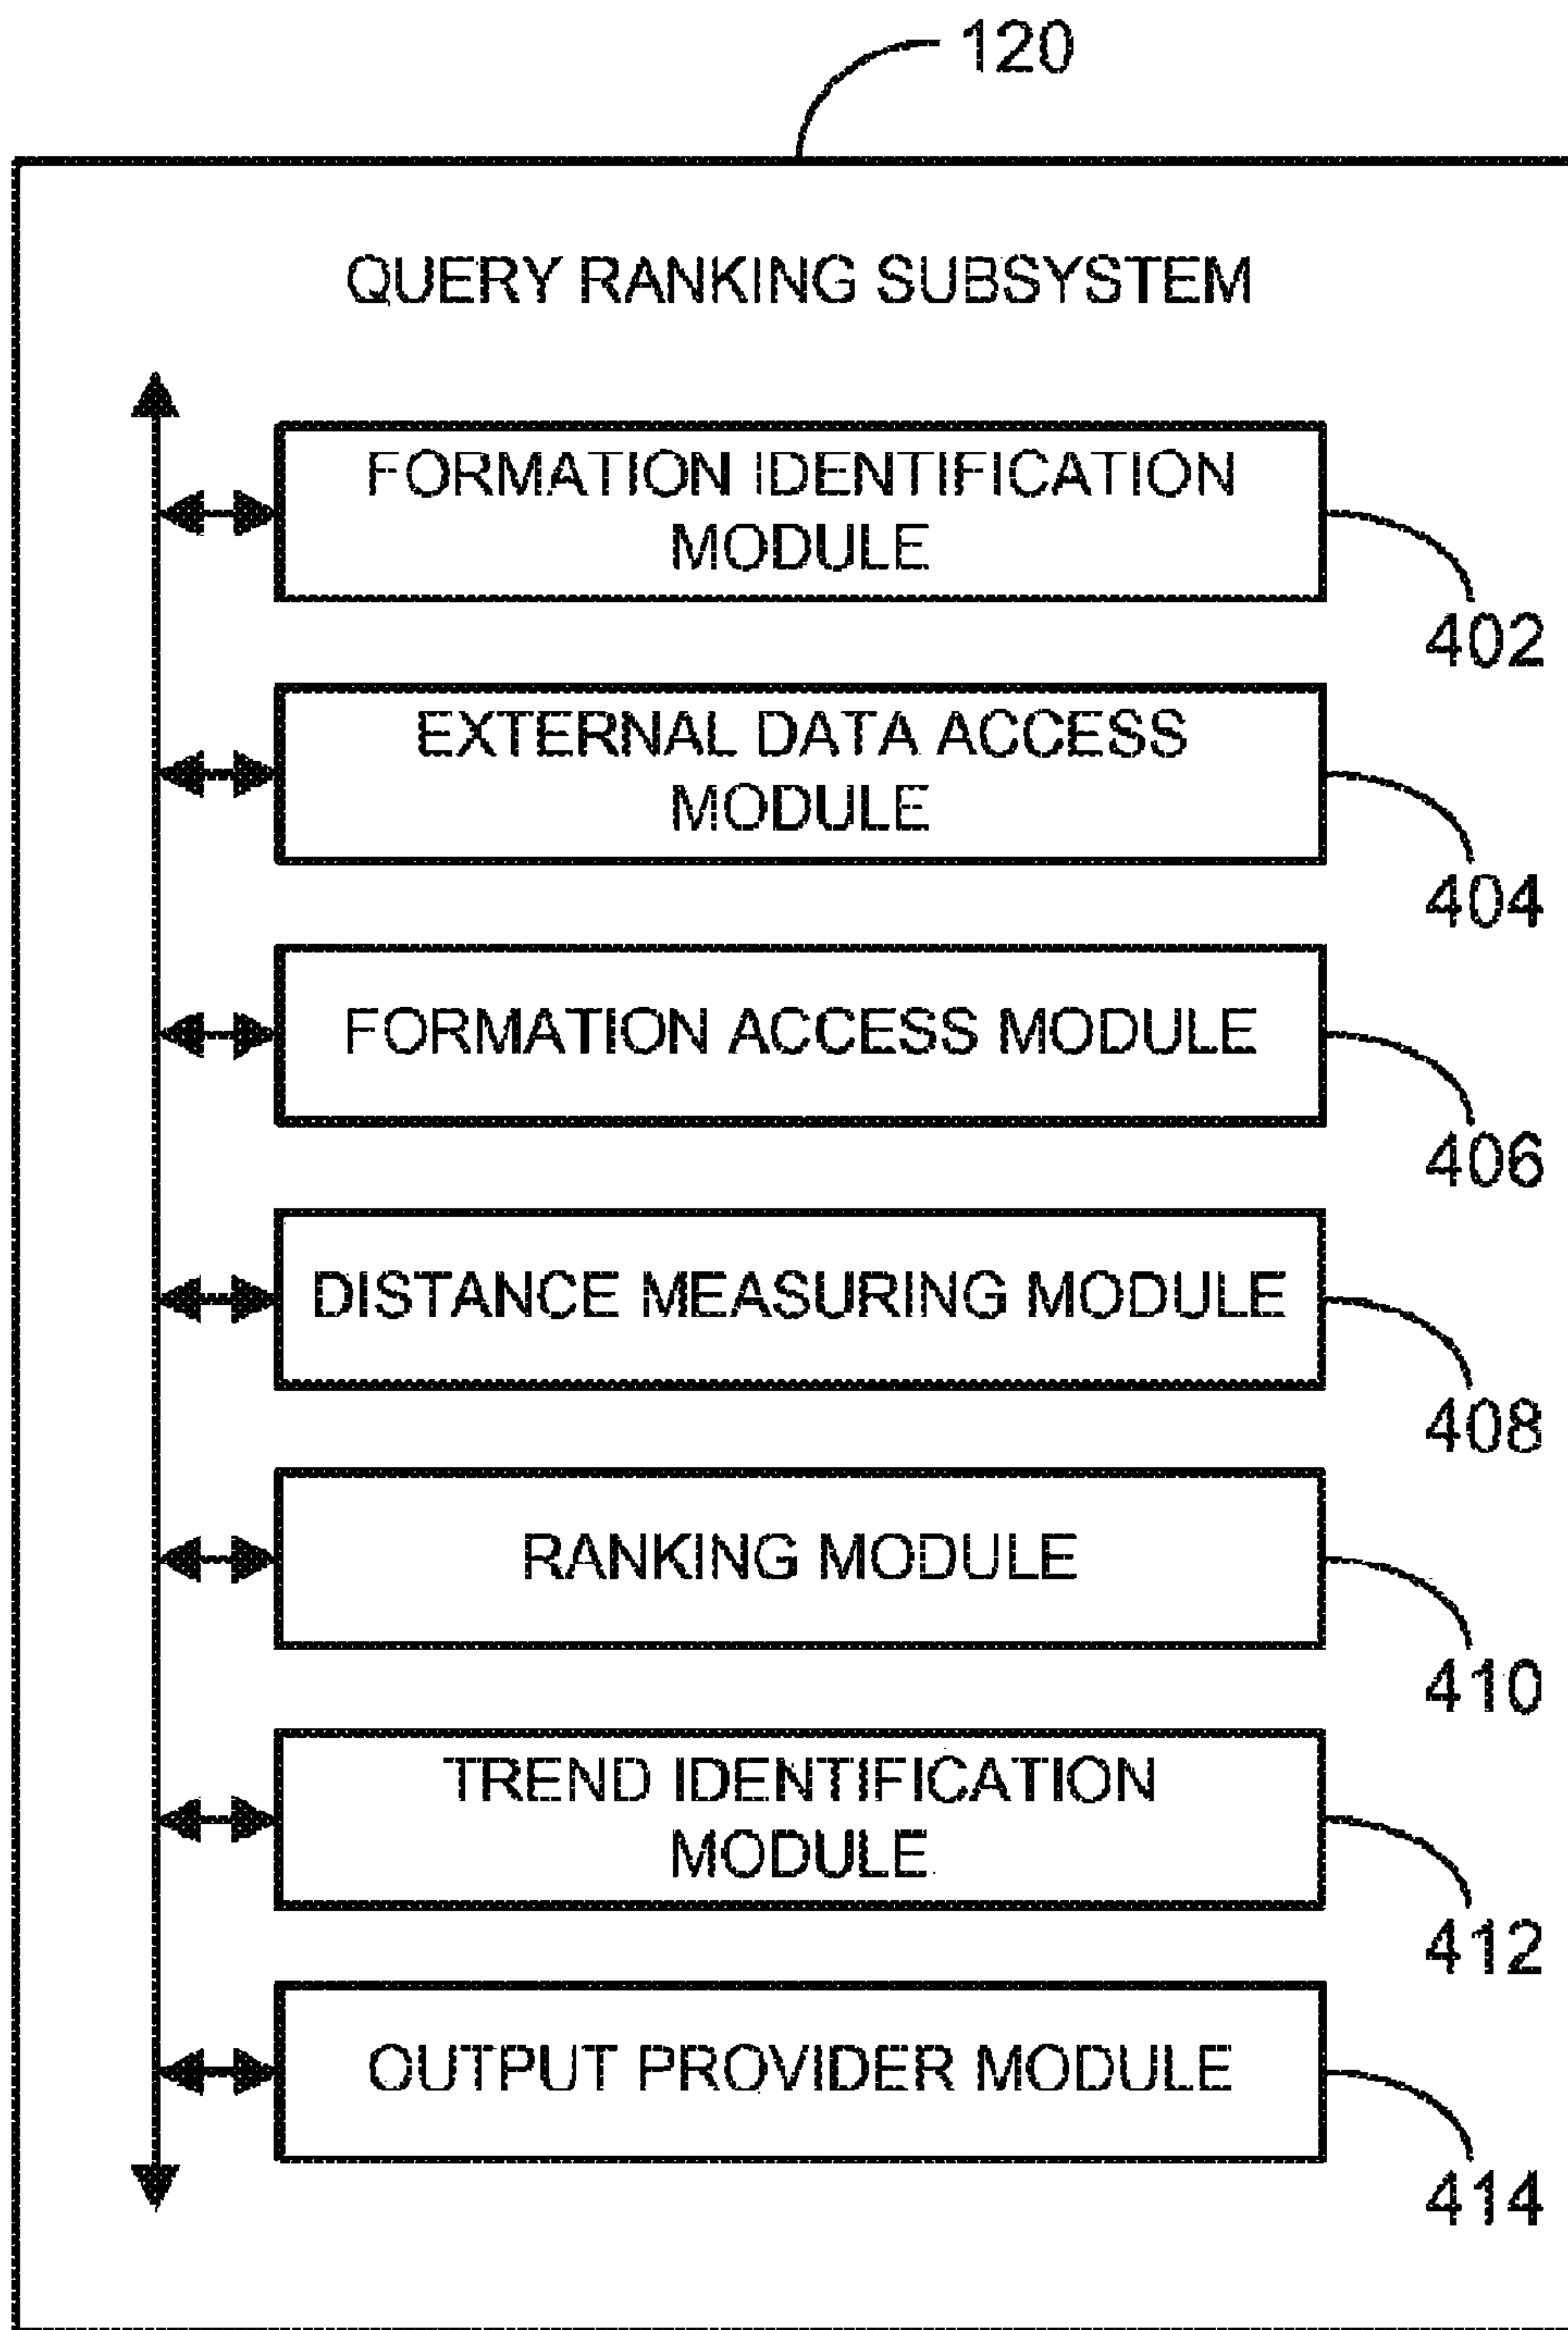 120
QUERY RANKING SUBSYSTEM
FORMATION IDENTIFICATION
MODULE
402
EXTERNAL DATA ACCESS
MODULE
404
FORMATION ACCESS MODULE
406
DISTANCE MEASURING MODULE
408
RANKING MODULE
410
TREND IDENTIFICATION
MODULE
412
OUTPUT PROVIDER MODULE
414